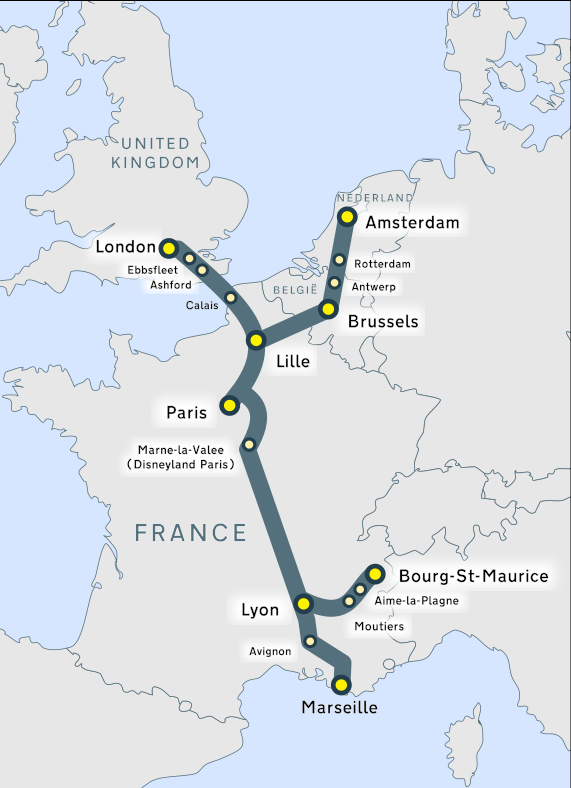 UNITED
KINGDOM
NEDERLAND
Amsterdam
London
Ebbsfleet
Rotterdam
Ashford
Antwerp
BELGIË
Calais
Brussels
Lille
Paris
Marne-la-Valee
(Disneyland Paris)
FRANCE
Bourg-St-Maurice
Aime-la-Plagne
Lyon
Moutiers
Avignon
Marseille